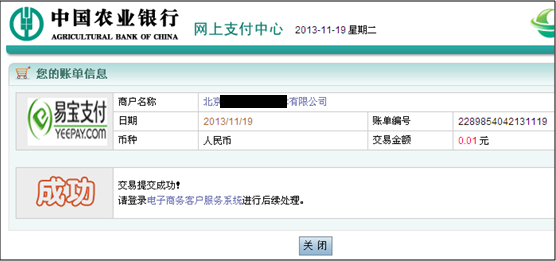 中国农业银行
AGRICULTURAL BANK OF CHINA
网上支付中心 2013-11-19 星期二
您的账单信息
易宝支付
YEEPAY.COM
商户名称 北京 有限公司
日期 2013/11/19 账单编号 2289854042131119
币种 人民币 交易金额 0.01 元
成功
交易提交成功!
请登录电子商务客户服务系统进行后续处理。
关 闭